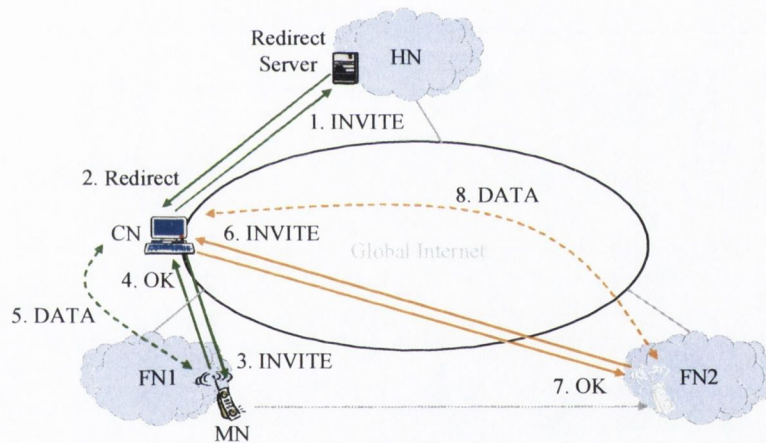 Redirect
Server
HN
1. INVITE
2. Redirect
8. DATA
CN
6. INVITE
Global Internet
4. OK
5. DATA
3. INVITE
FN1
7. OK
FN2
MN